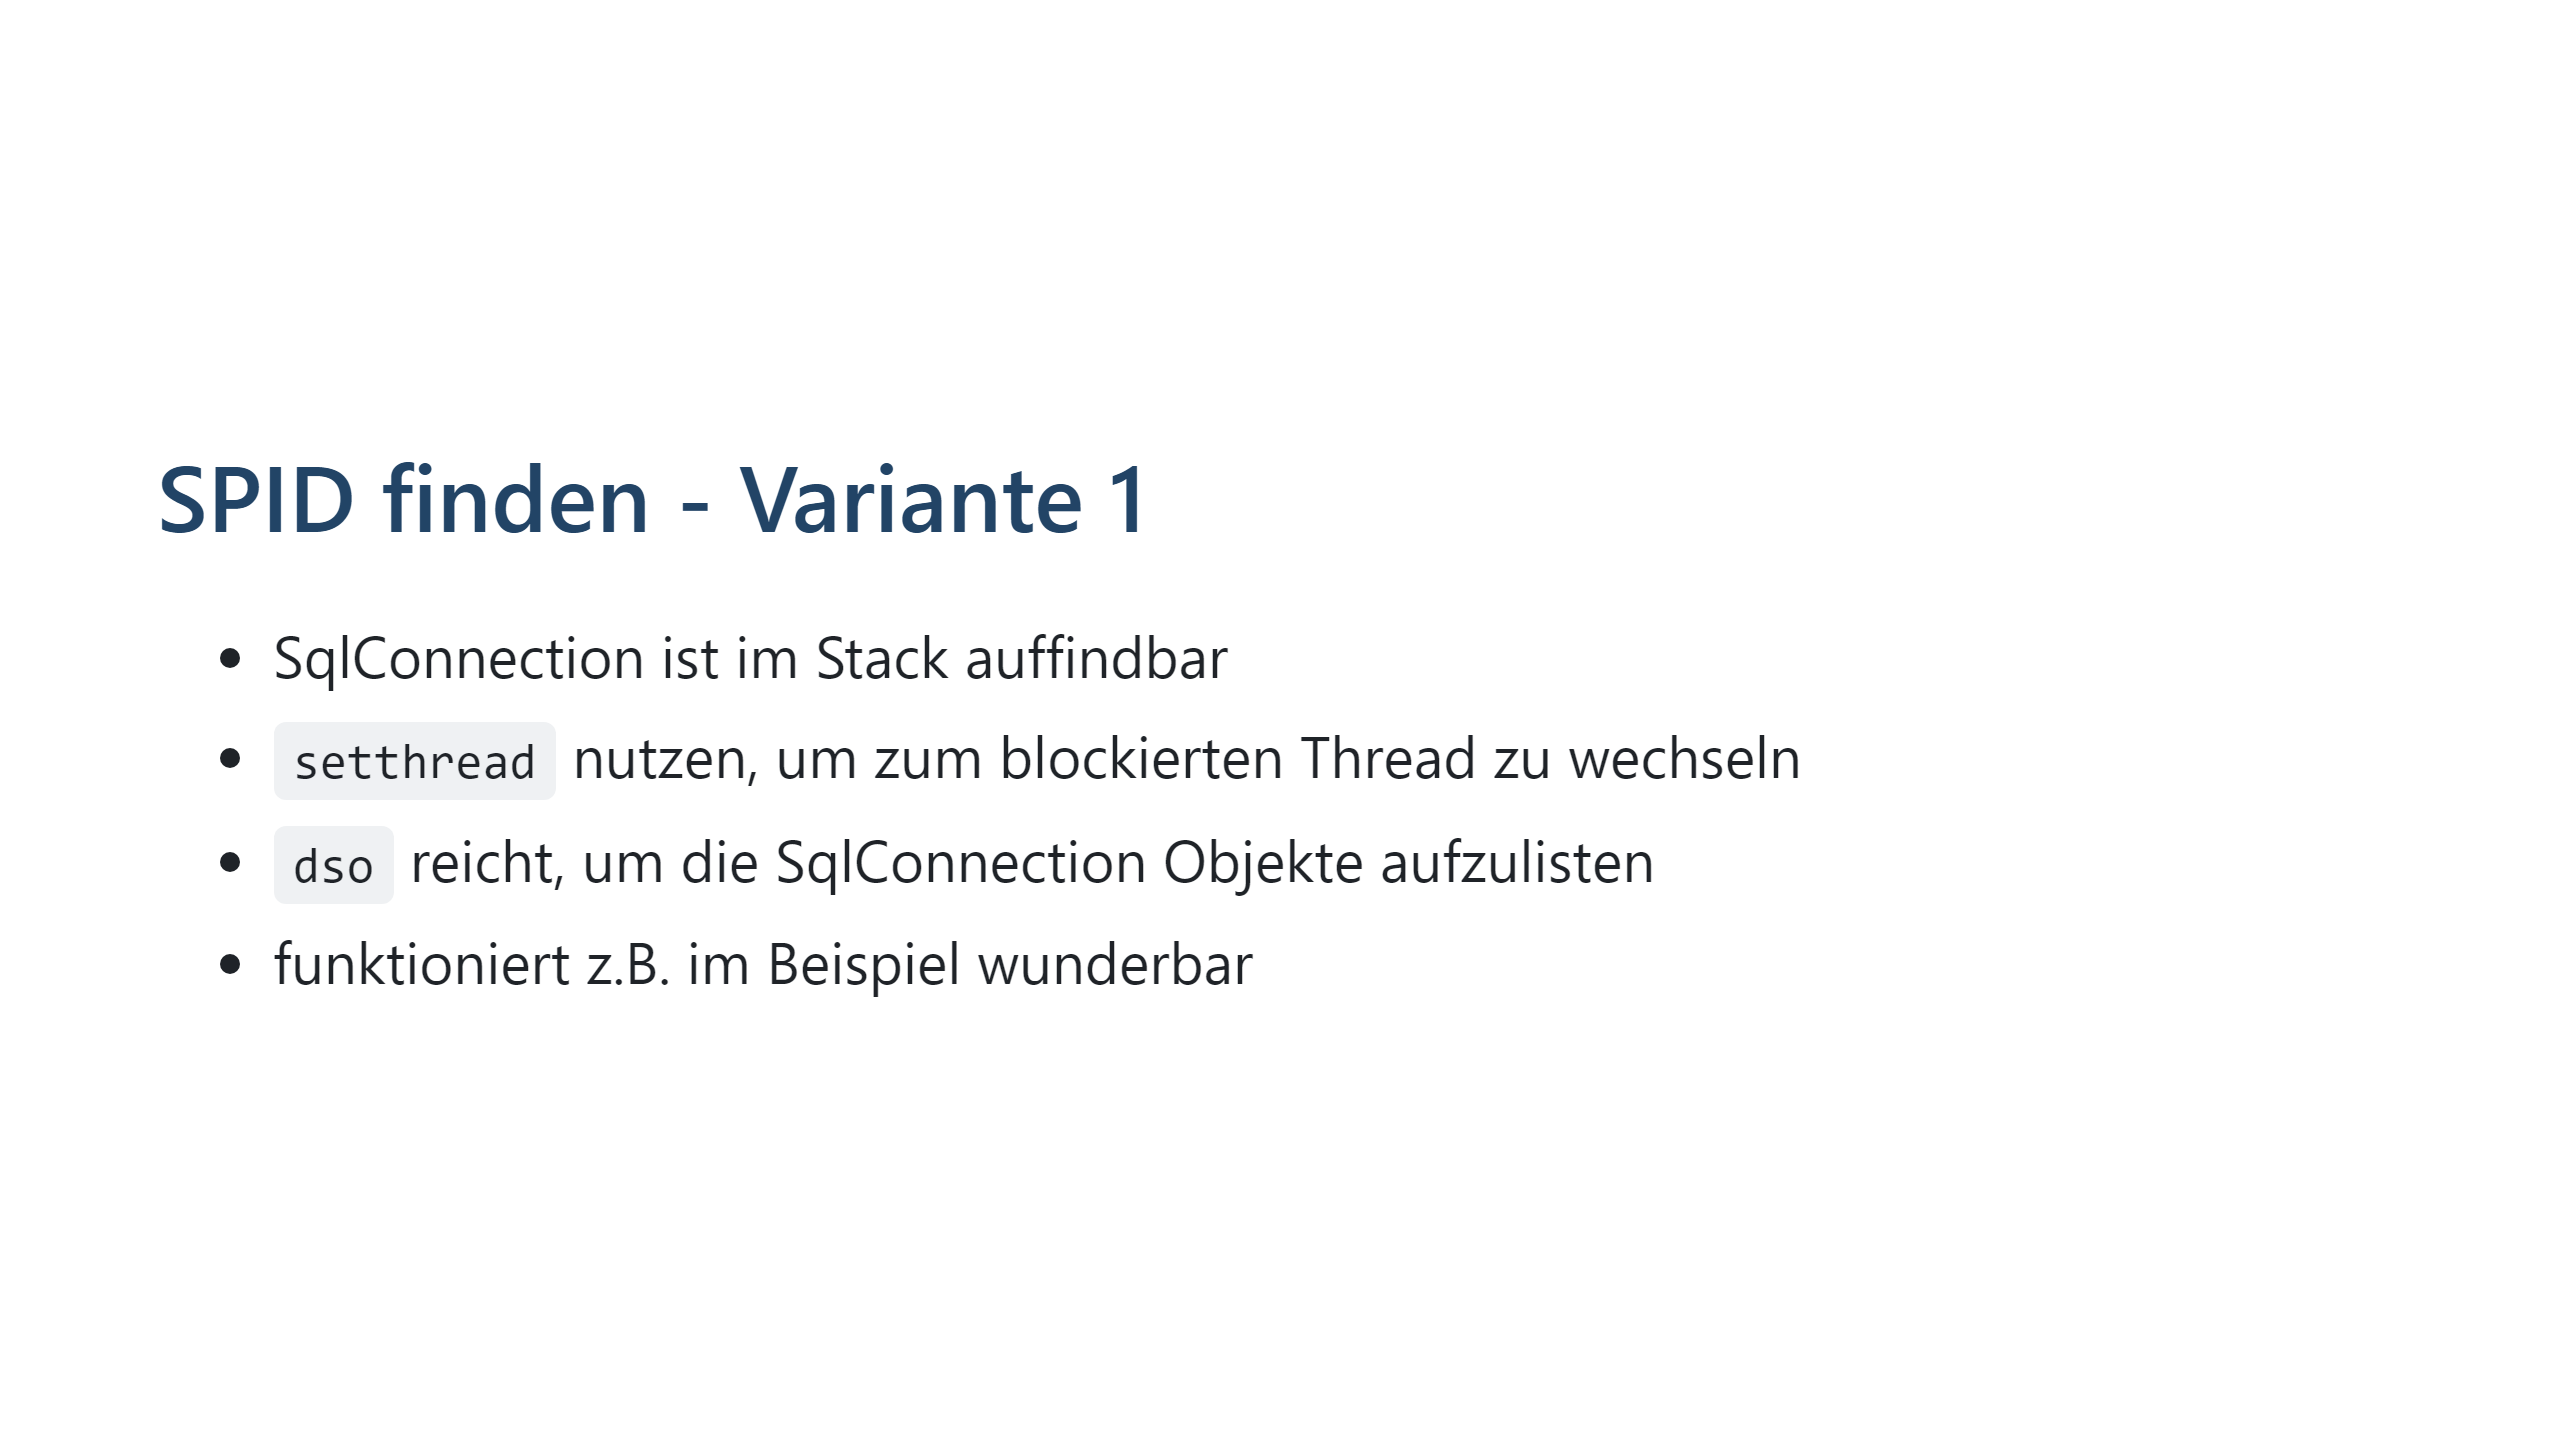 SPID finden - Variante 1
SqlConnection ist im Stack auffindbar
setthread nutzen, um zum blockierten Thread zu wechseln
dso reicht, um die SqlConnection Objekte aufzulisten
funktioniert z.B. im Beispiel wunderbar